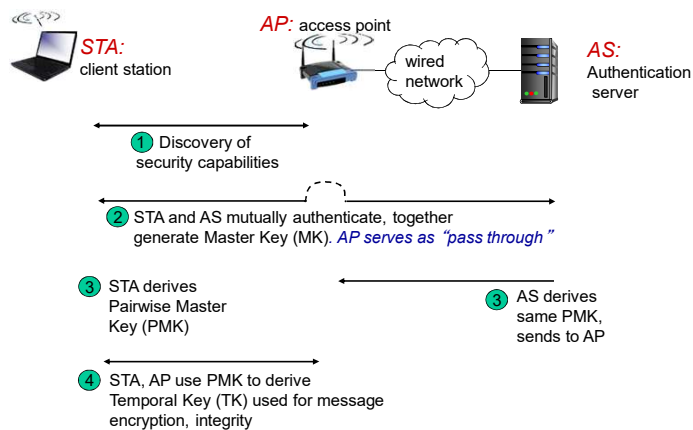 STA:
client station
AP: access point
wired
network
AS:
Authentication
server
1 Discovery of
security capabilities
2 STA and AS mutually authenticate, together
generate Master Key (MK). AP serves as “pass through”
3 STA derives
Pairwise Master
Key (PMK)
3 AS derives
same PMK,
sends to AP
4 STA, AP use PMK to derive
Temporal Key (TK) used for message
encryption, integrity